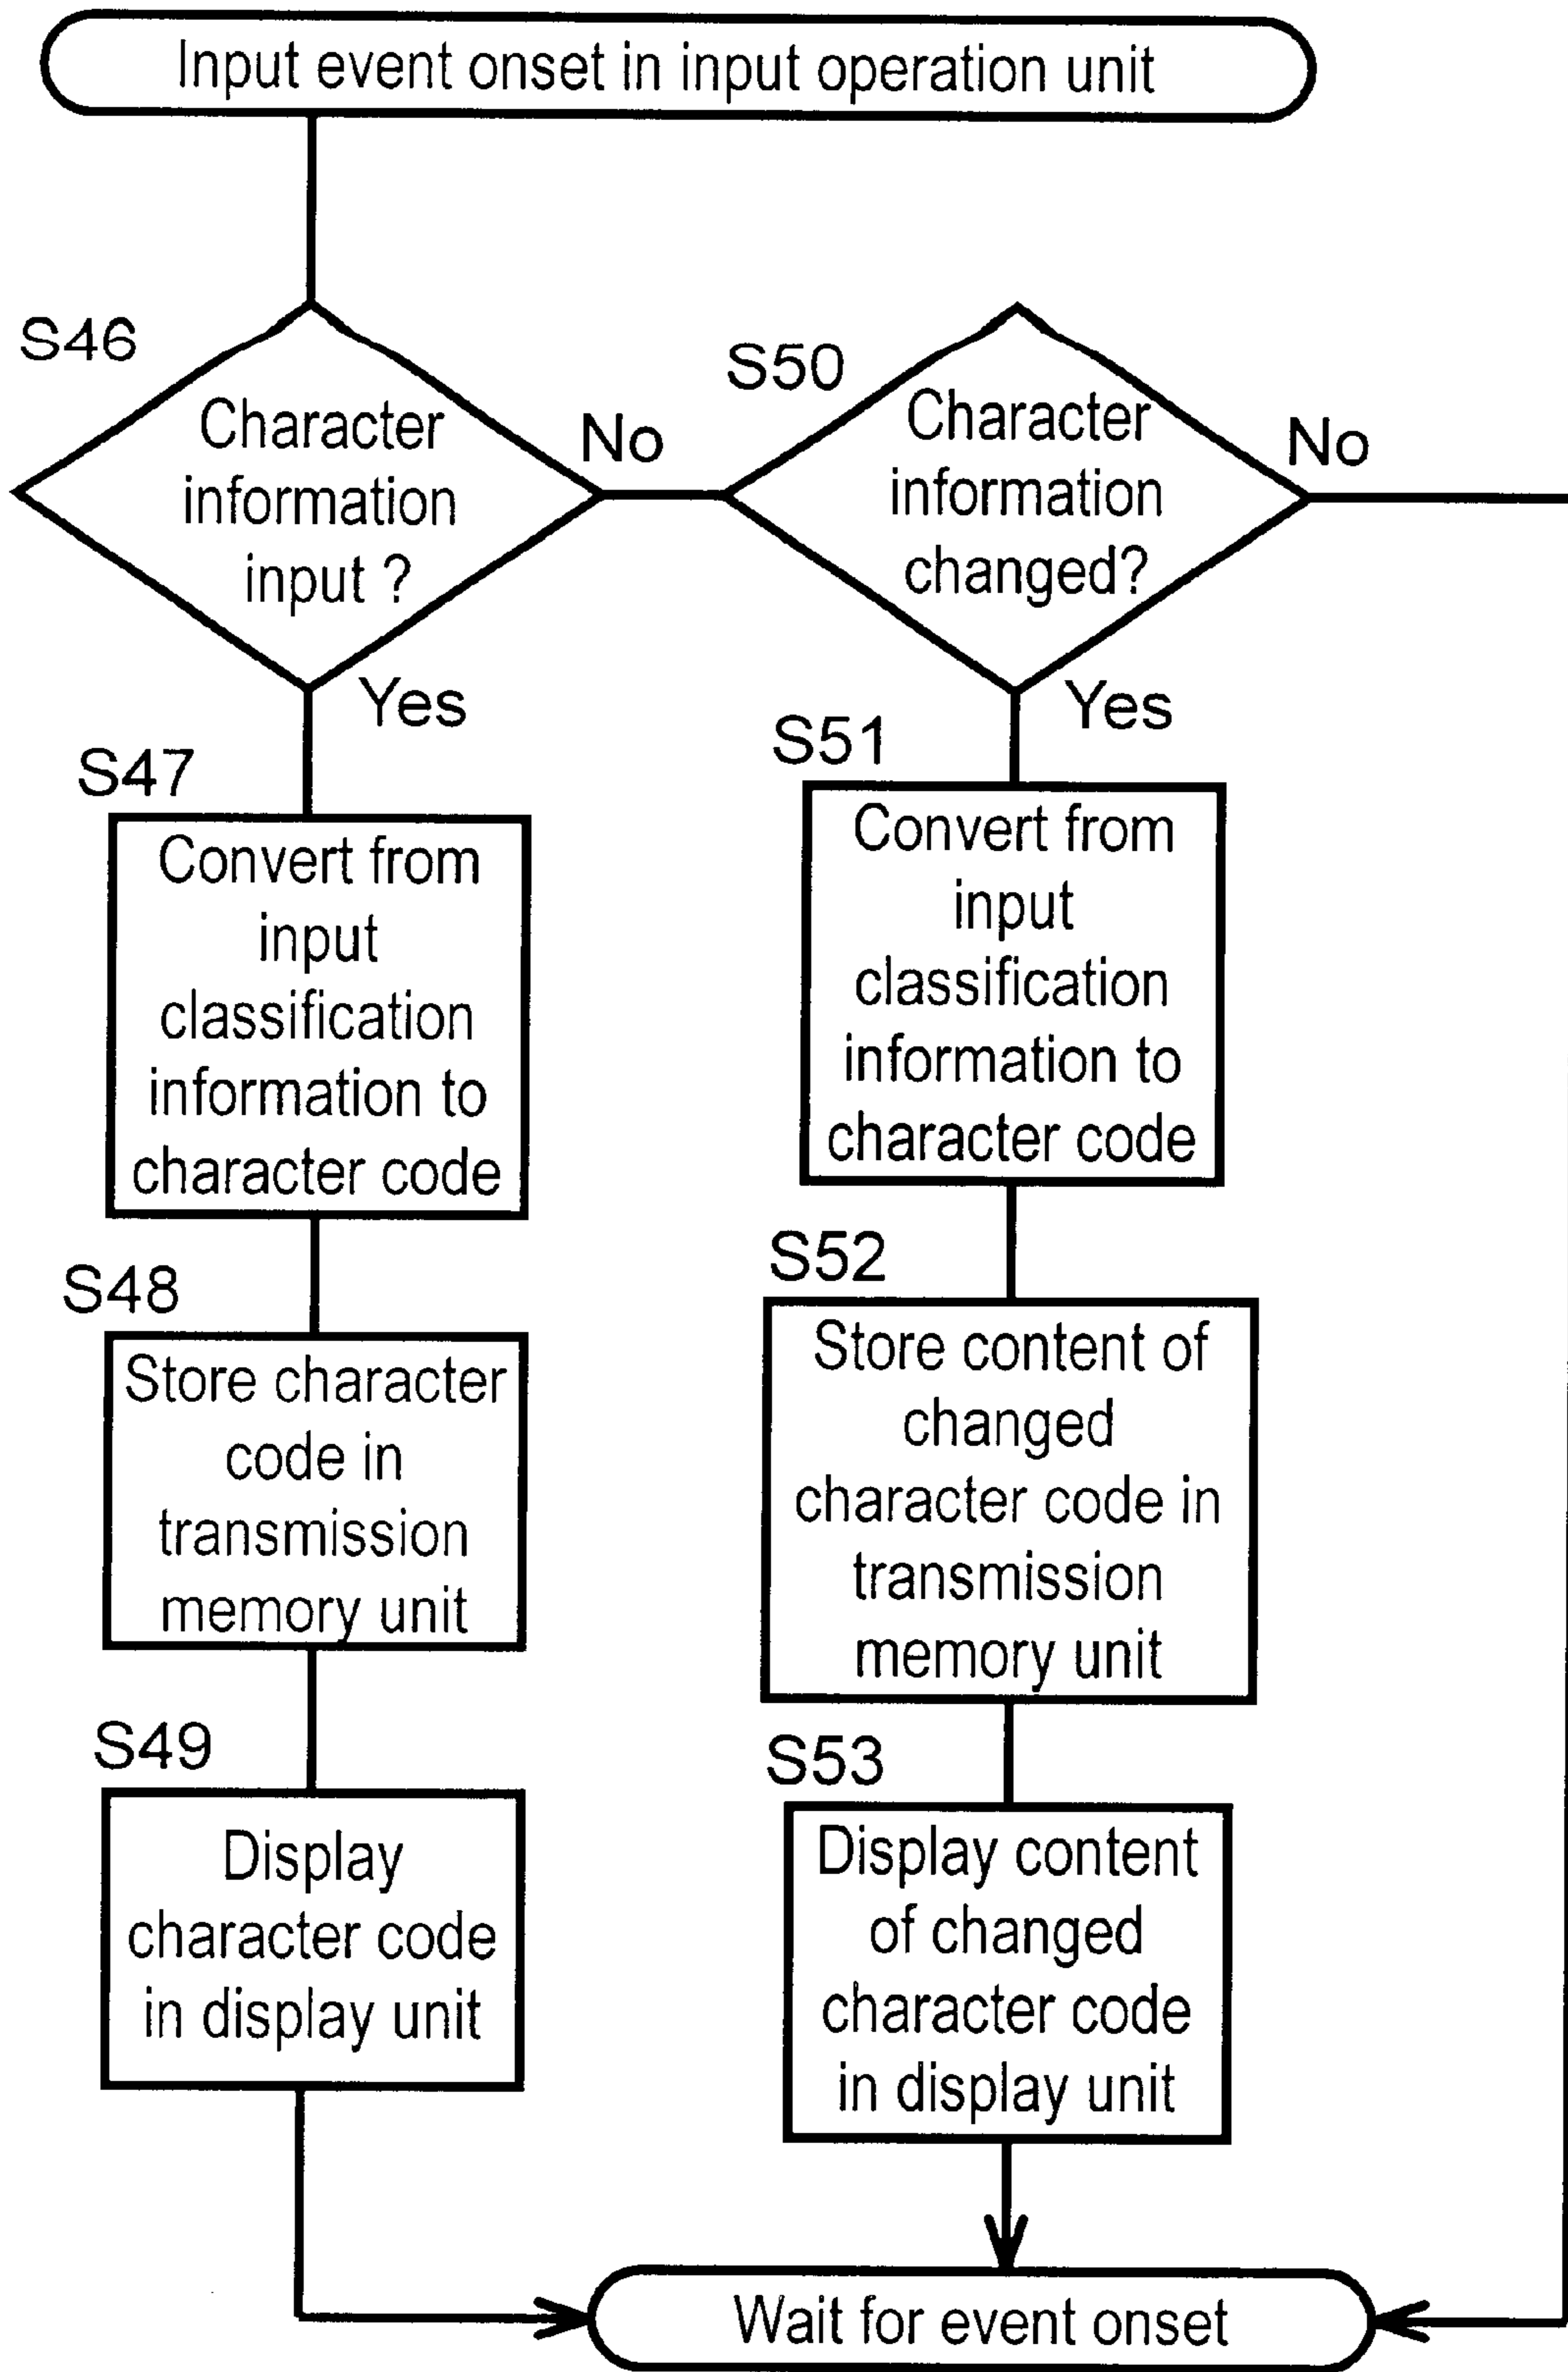 Input event onset in input operation unit
S46
Character
information
input ?
No
Yes
S47
Convert from
input
classification
information to
character code
S48
Store character
code in
transmission
memory unit
S49
Display
character code
in display unit
S50
Character
information
changed?
No
Yes
S51
Convert from
input
classification
information to
character code
S52
Store content of
changed
character code in
transmission
memory unit
S53
Display content
of changed
character code
in display unit
Wait for event onset